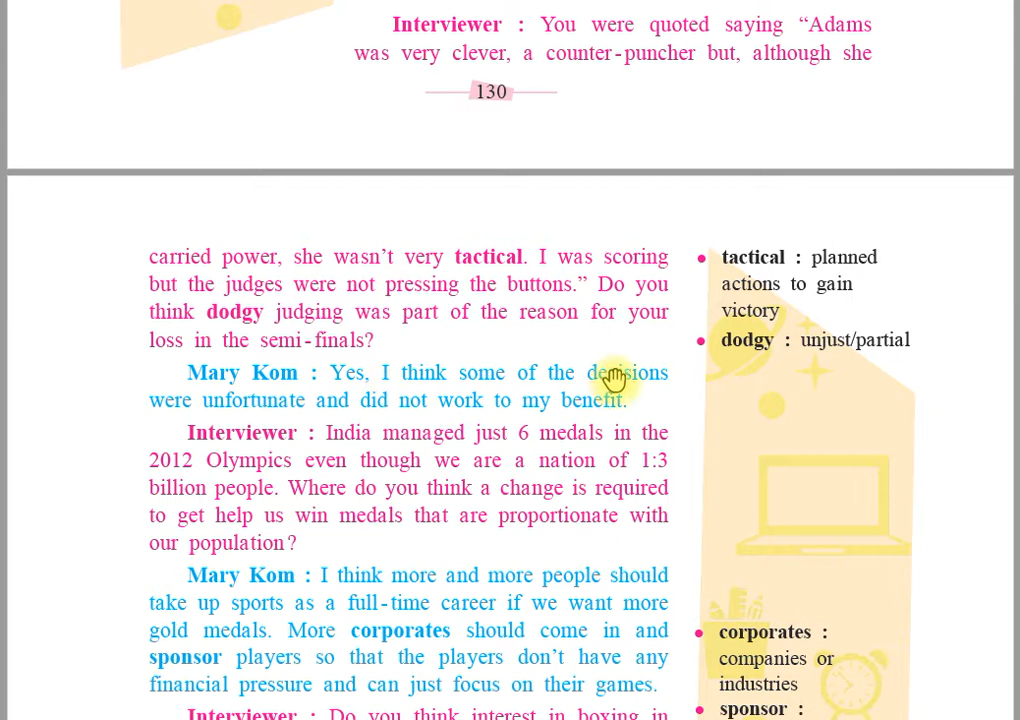 Interviewer : You were quoted saying “Adams
was very clever, a counter-puncher but, although she
130
carried power, she wasn’t very tactical. I was scoring
but the judges were not pressing the buttons.” Do you
think dodgy judging was part of the reason for your
loss in the semi-finals?
Mary Kom : Yes, I think some of the decisions
were unfortunate and did not work to my benefit.
Interviewer : India managed just 6 medals in the
2012 Olympics even though we are a nation of 1:3
billion people. Where do you think a change is required
to get help us win medals that are proportionate with
our population?
Mary Kom : I think more and more people should
take up sports as a full-time career if we want more
gold medals. More corporates should come in and
sponsor players so that the players don’t have any
financial pressure and can just focus on their games.
Interviewer : Do you think interest in boxing in
tactical : planned
actions to gain
victory
dodgy : unjust/partial
corporates :
companies or
industries
sponsor :